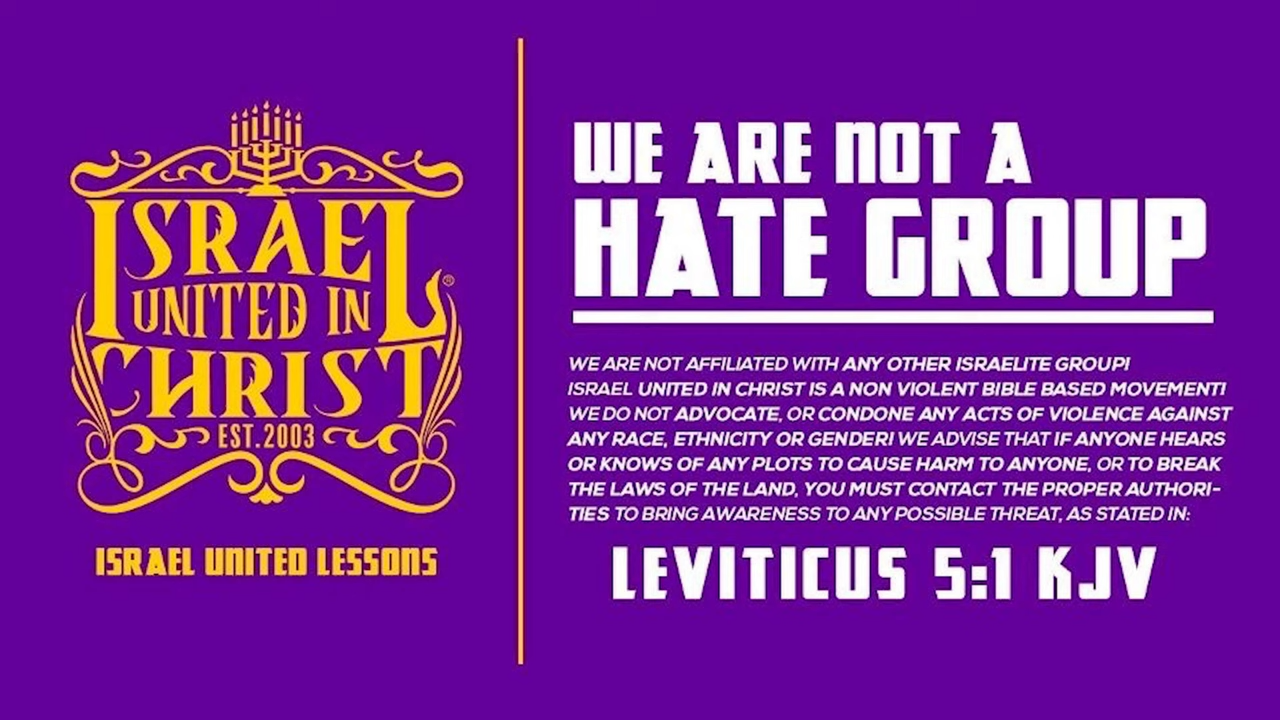 ISRAEL
UNITED IN
CHRIST
®
EST.2003
ISRAEL UNITED LESSONS
WE ARE NOT A
HATE GROUP
WE ARE NOT AFFILIATED WITH ANY OTHER ISRAELITE GROUP!
ISRAEL UNITED IN CHRIST IS A NON VIOLENT BIBLE BASED MOVEMENT!
WE DO NOT ADVOCATE, OR CONDONE ANY ACTS OF VIOLENCE AGAINST
ANY RACE, ETHNICITY OR GENDER! WE ADVISE THAT IF ANYONE HEARS
OR KNOWS OF ANY PLOTS TO CAUSE HARM TO ANYONE, OR TO BREAK
THE LAWS OF THE LAND, YOU MUST CONTACT THE PROPER AUTHORI-
TIES TO BRING AWARENESS TO ANY POSSIBLE THREAT, AS STATED IN:
LEVITICUS 5:1 KJV